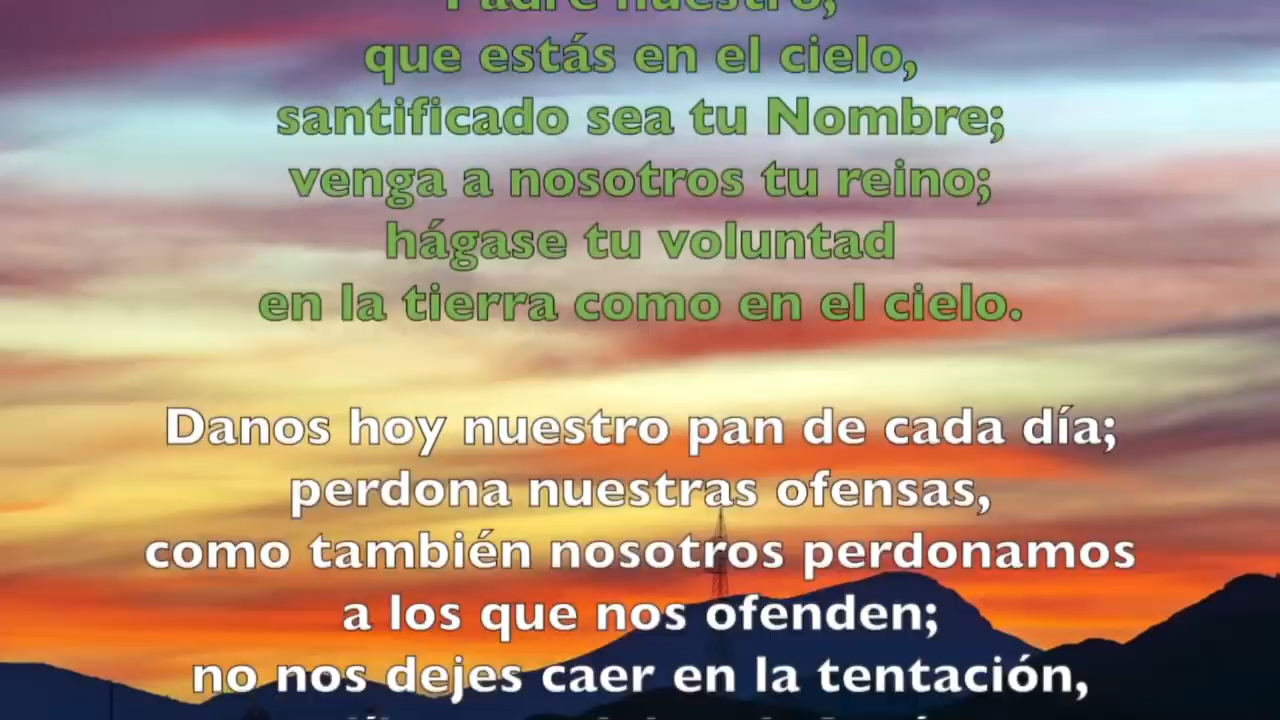 Padre nuestro,
que estás en el cielo,
santificado sea tu Nombre;
venga a nosotros tu reino;
hágase tu voluntad
en la tierra como en el cielo.
Danos hoy nuestro pan de cada día;
perdona nuestras ofensas,
como también nosotros perdonamos
a los que nos ofenden;
no nos dejes caer en la tentación,